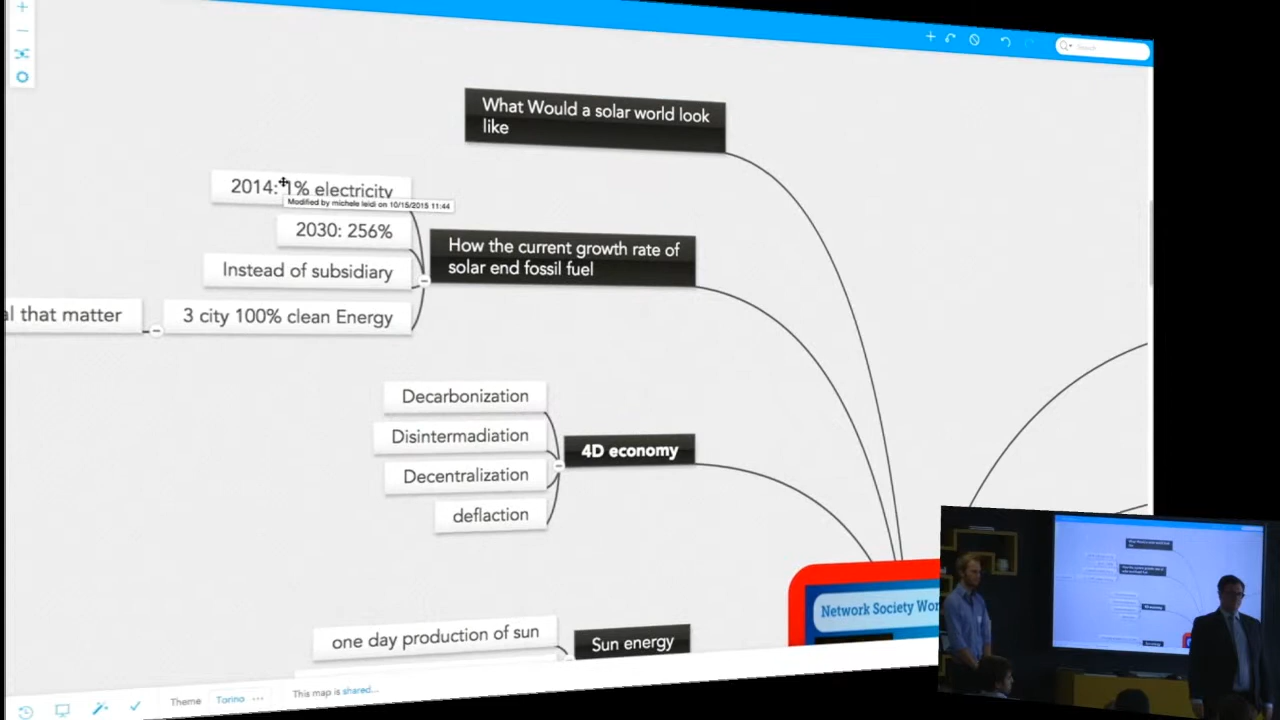 Search
What Would a solar world look
like
2014: 1% electricity
Modified by michele leidi on 10/15/2015 11:44
2030: 256%
How the current growth rate of
solar end fossil fuel
Instead of subsidiary
al that matter
3 city 100% clean Energy
Decarbonization
Disintermadiation
4D economy
Decentralization
deflaction
Network Society Wor
one day production of sun
Sun energy
Theme
Torino
This map is shared...